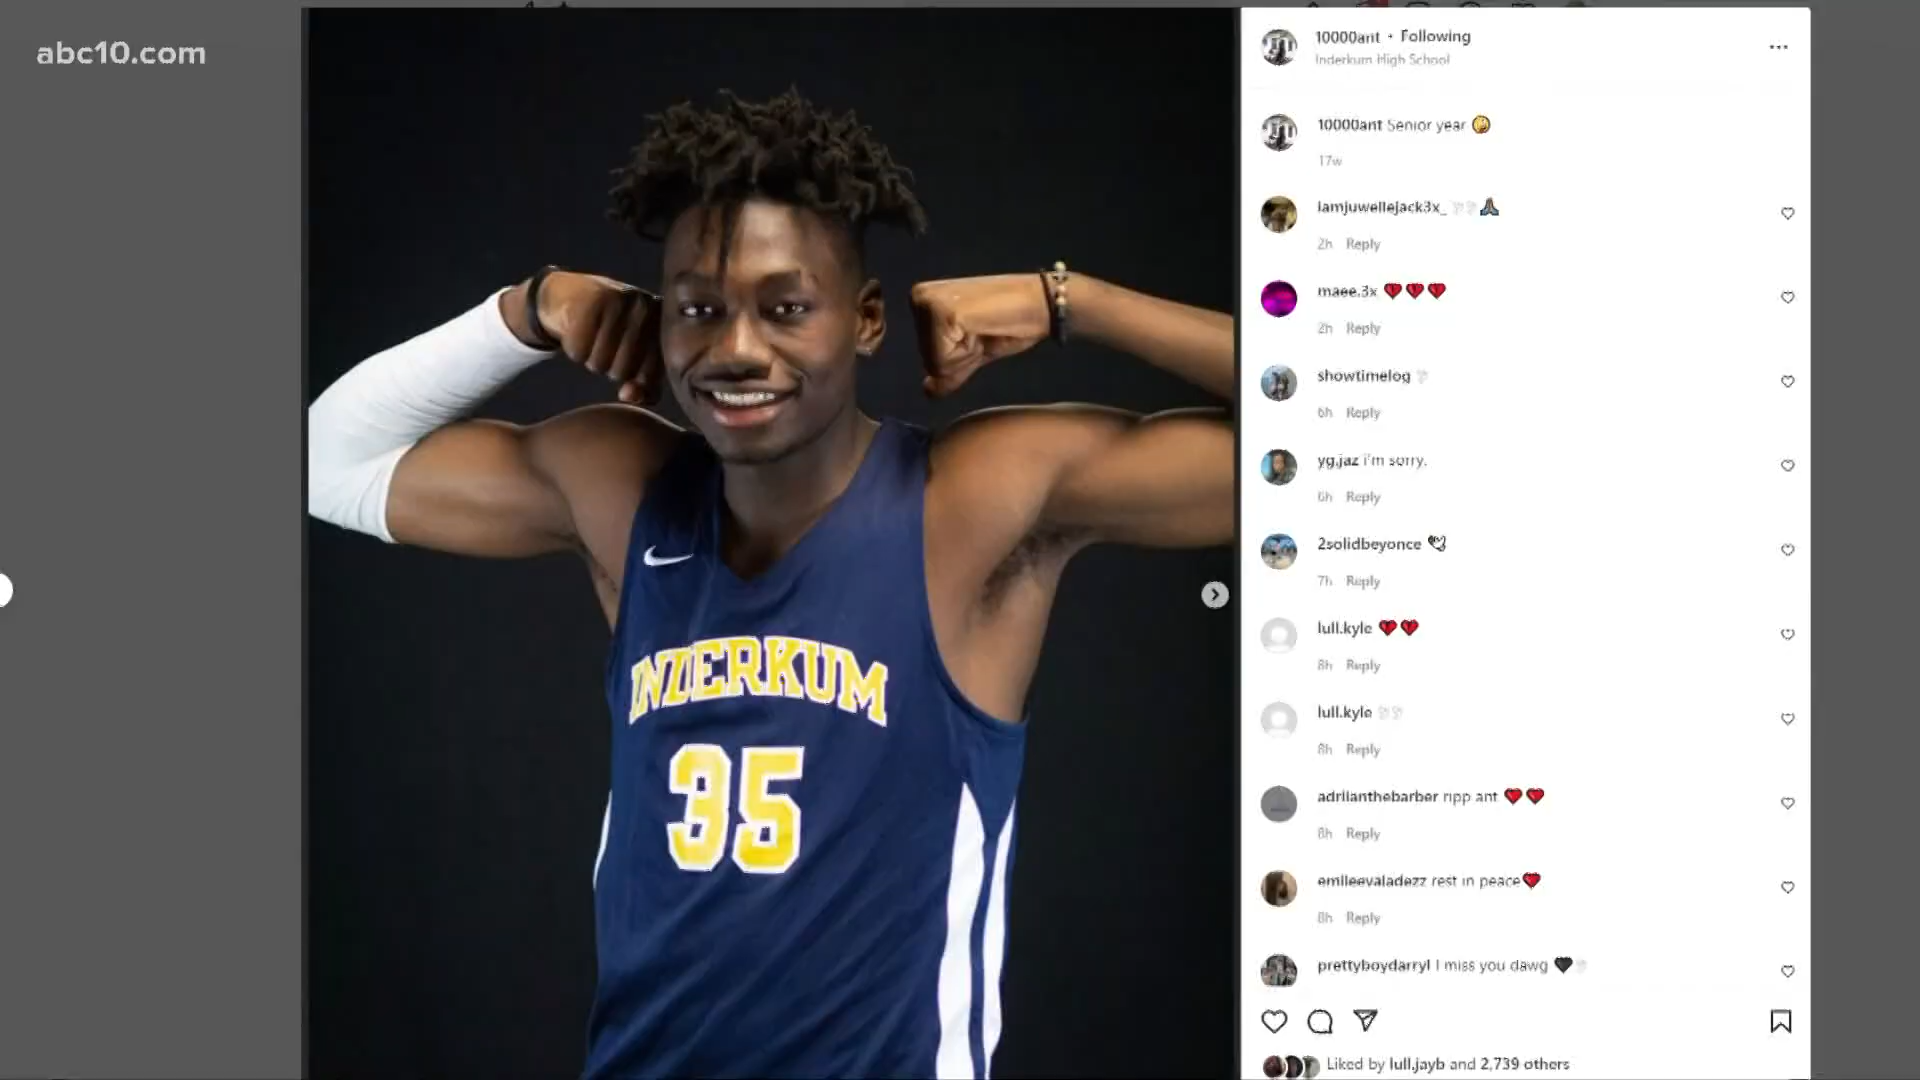 abc10.com
INDERKUM
35
10000ant • Following
Inderkum High School
10000ant Senior year
17w
iamjuwellejack3x_
2h Reply
maee.3x
2h Reply
showtimelog
6h Reply
yg.jaz i'm sorry.
6h Reply
2solidbeyonce
7h Reply
lull.kyle
8h Reply
lull.kyle
8h Reply
adriianthebarber ripp ant
8h Reply
emileevaladezz rest in peace
8h Reply
prettyboydarryl I miss you dawg
Liked by lull.jayb and 2,739 others